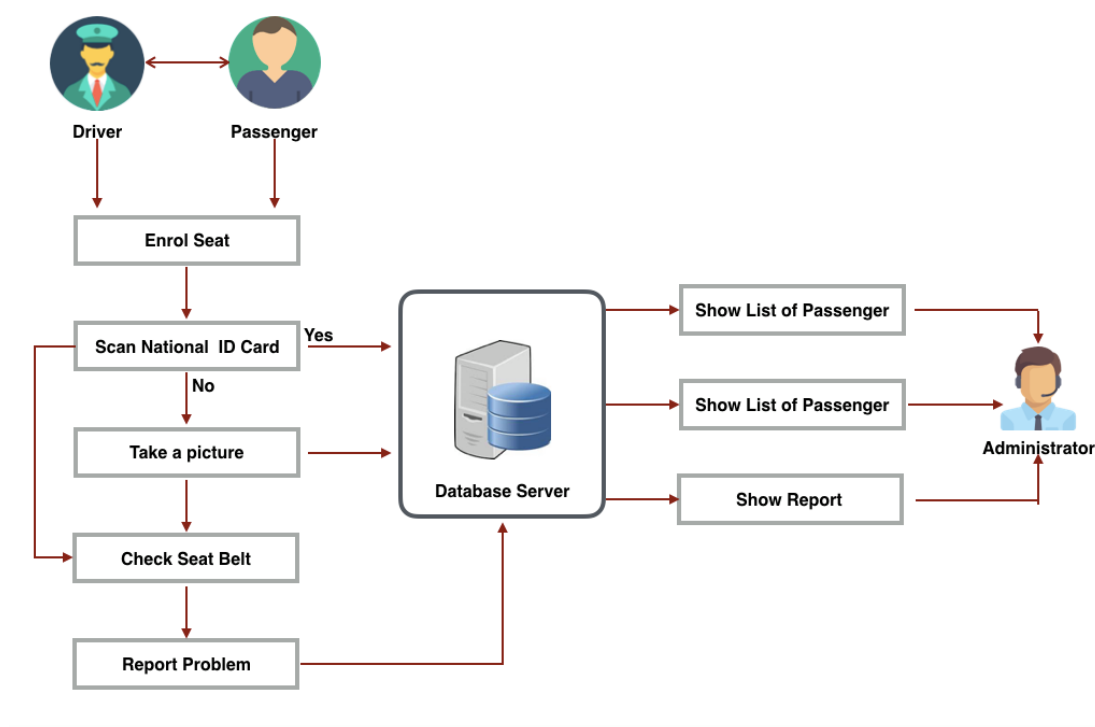 Driver
Passenger
Enrol Seat
Scan National ID Card
Yes
No
Take a picture
Check Seat Belt
Report Problem
Database Server
Show List of Passenger
Show List of Passenger
Show Report
Administrator